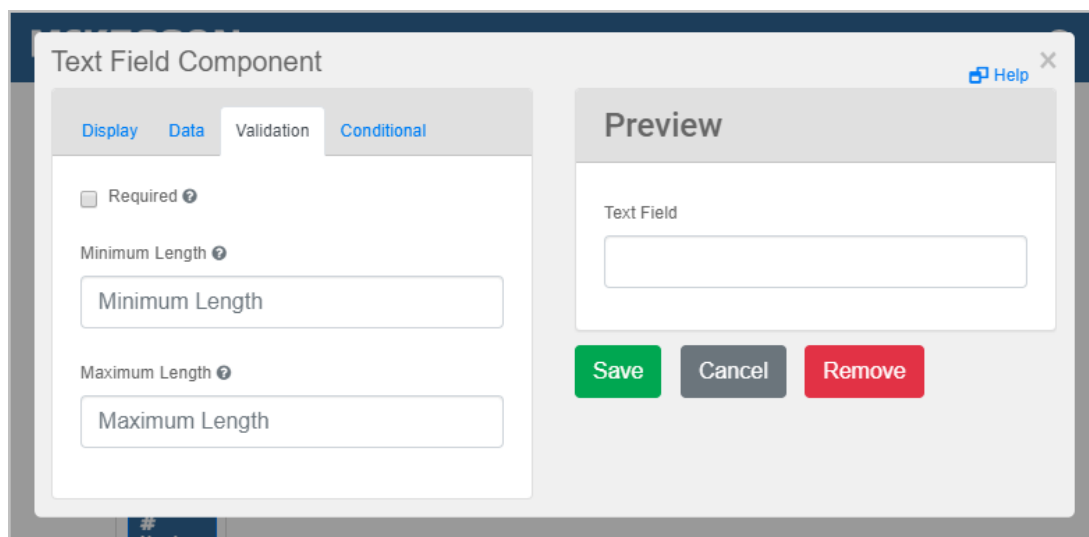 Text Field Component
Help
×
Display Data Validation Conditional
Required
Minimum Length
Minimum Length
Maximum Length
Maximum Length
Preview
Text Field
Save Cancel Remove
#